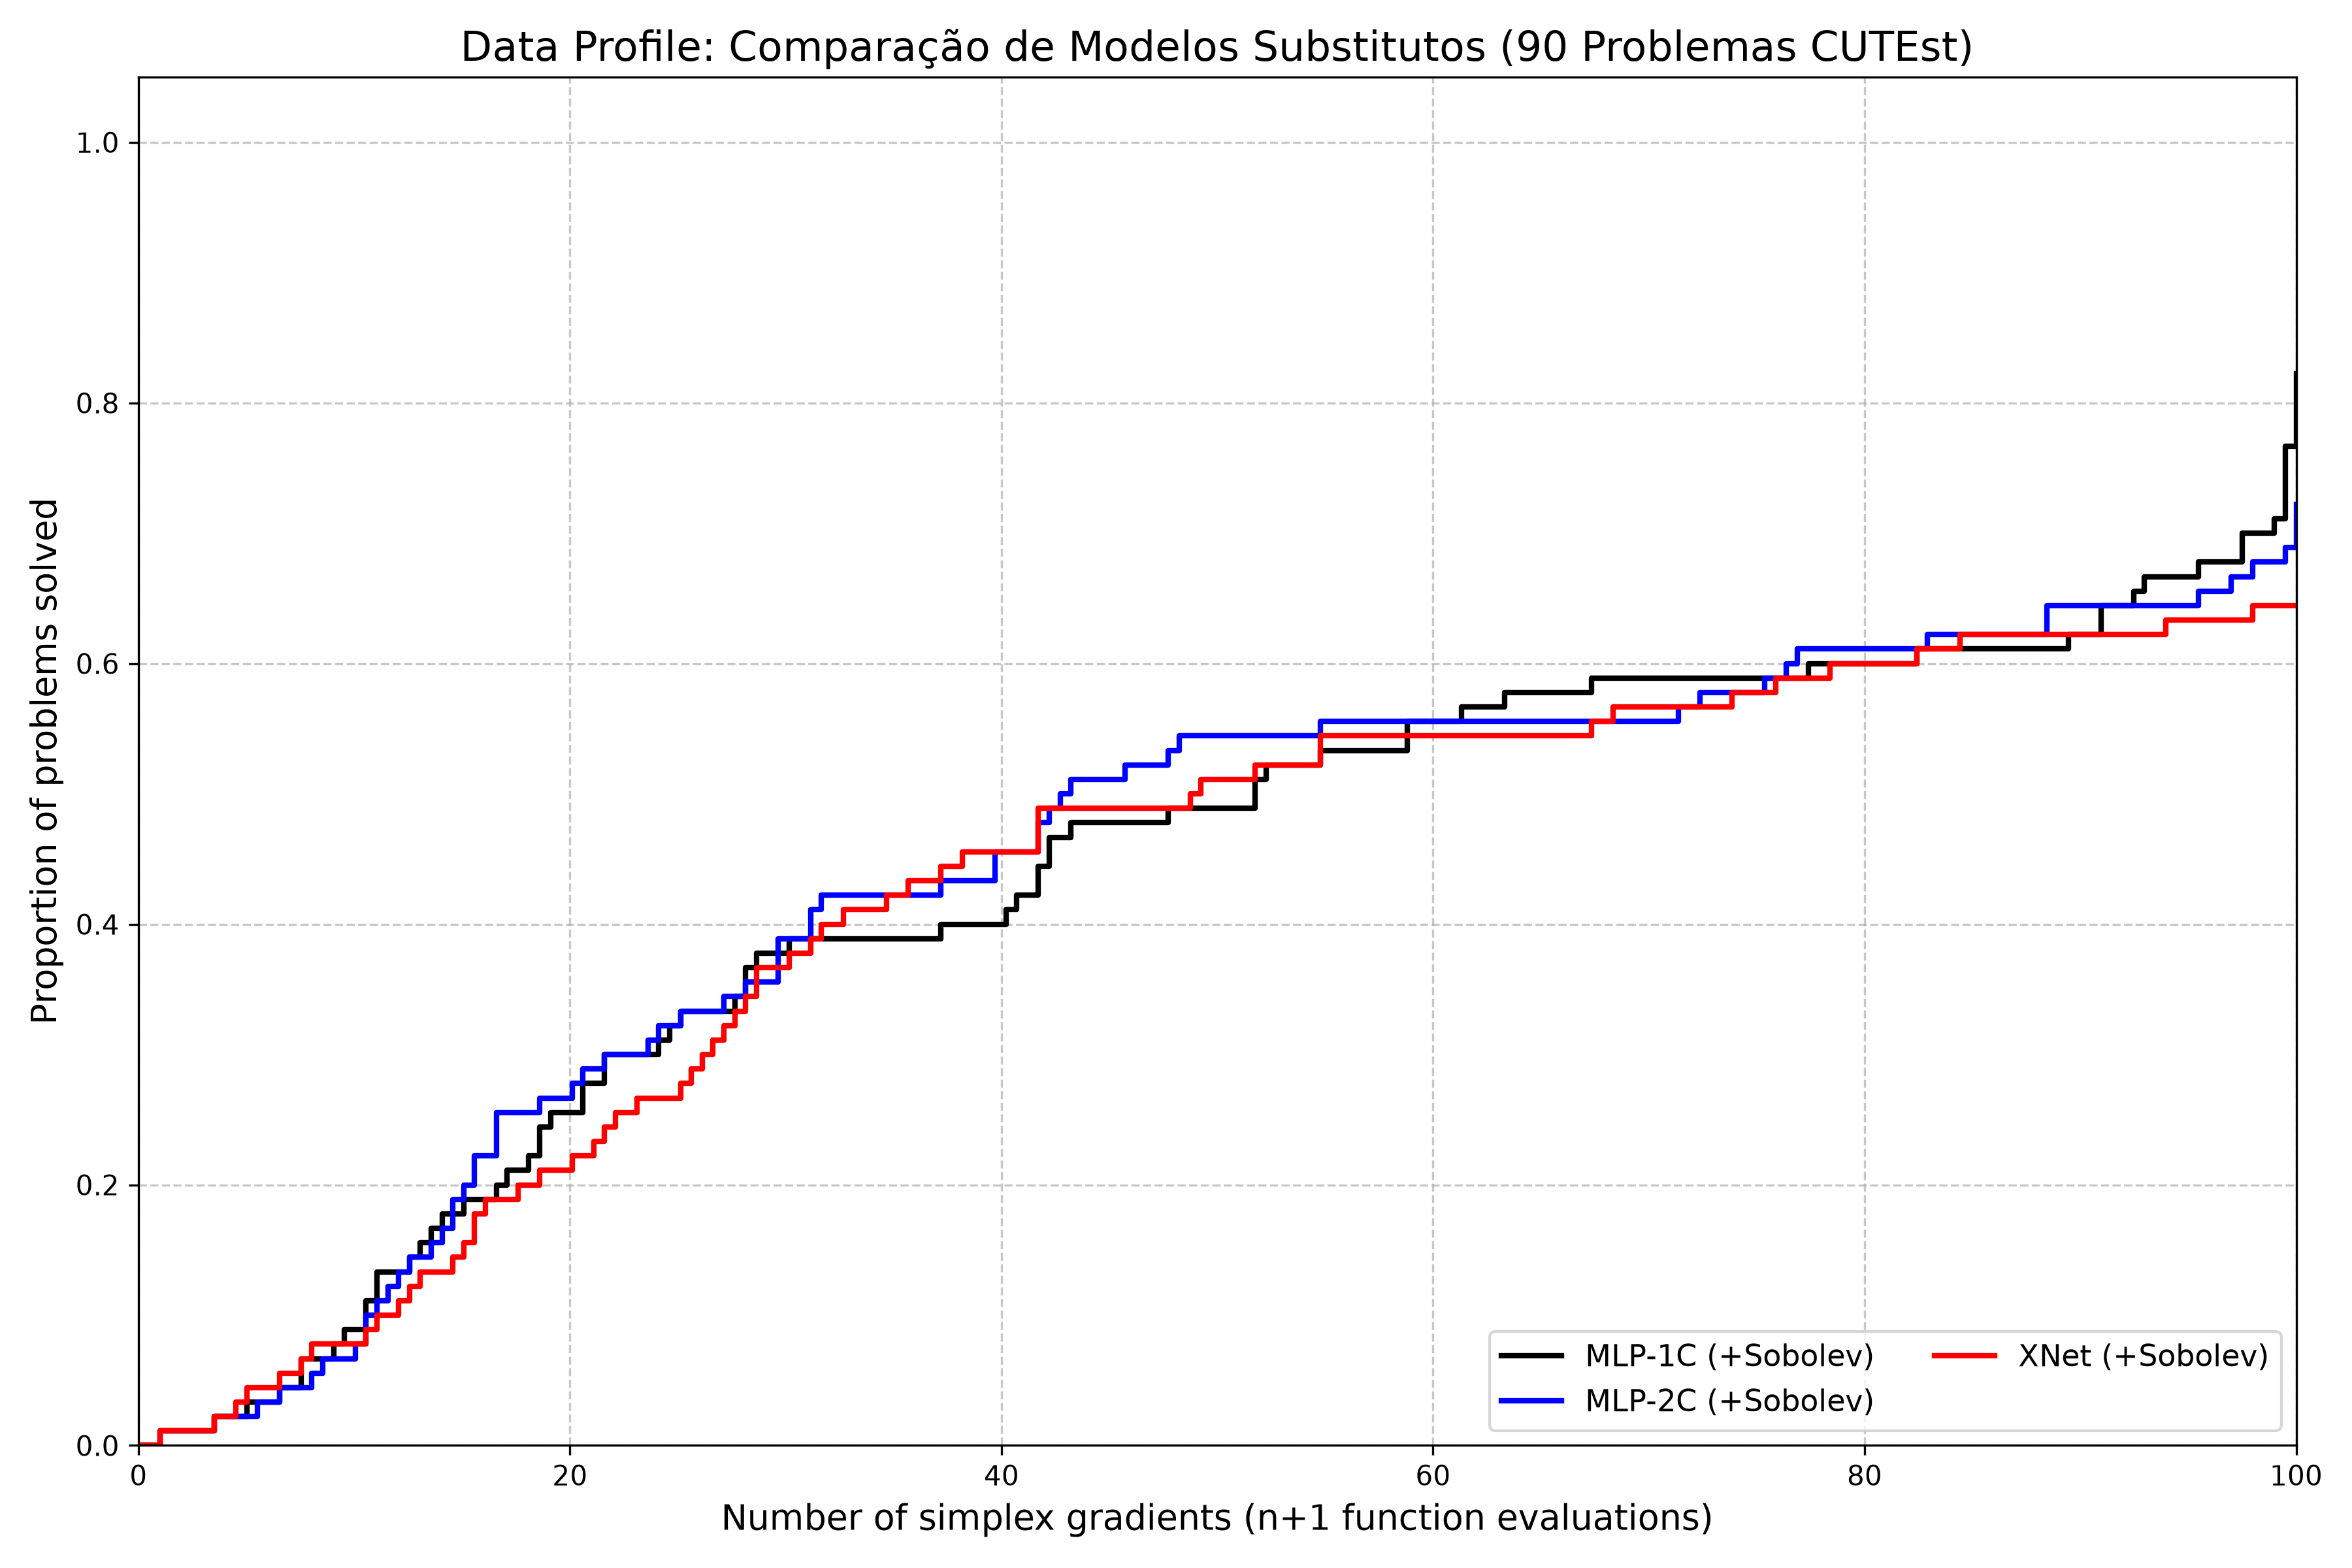 Data Profile: Comparação de Modelos Substitutos (90 Problemas CUTEst)
Proportion of problems solved
1.0
0.8
0.6
0.4
0.2
0.0
0 20 40 60 80 100
Number of simplex gradients (n+1 function evaluations)
MLP-1C (+Sobolev) XNet (+Sobolev)
MLP-2C (+Sobolev)